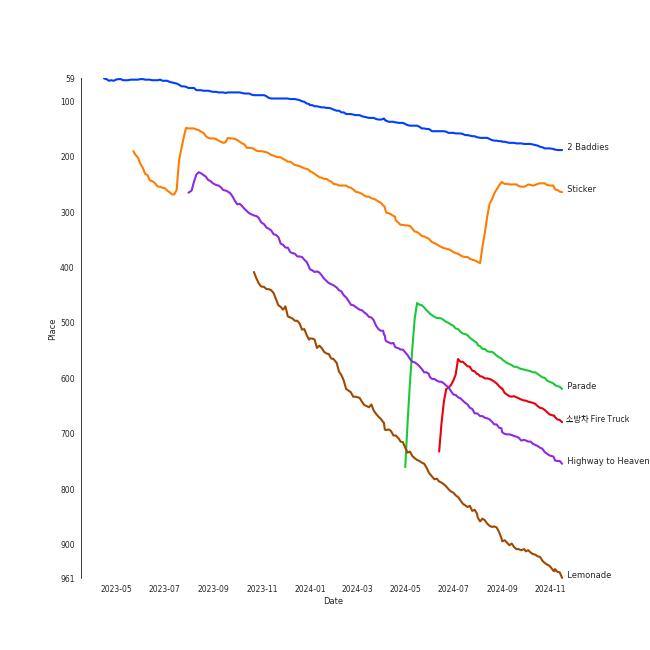 59
100
200
300
400
500
600
700
800
900
961
Place
2 Baddies
Sticker
Parade
소방차 Fire Truck
Highway to Heaven
Lemonade
2023-05 2023-07 2023-09 2023-11 2024-01 2024-03 2024-05 2024-07 2024-09 2024-11
Date